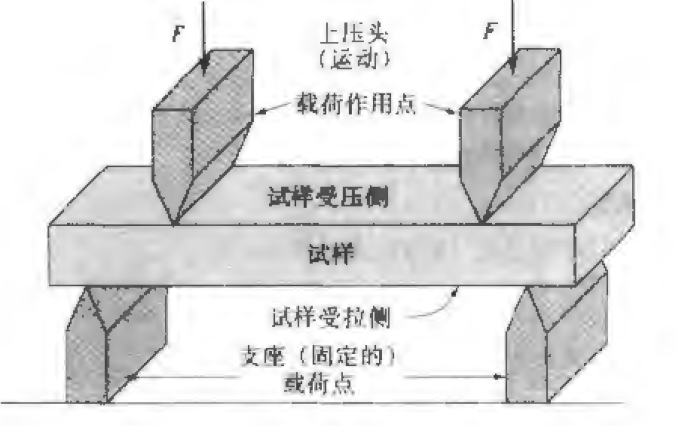 F
上压头
F
(运动)
载荷作用点
试样受压侧
试样
试样受拉侧
支座(固定的)
载荷点